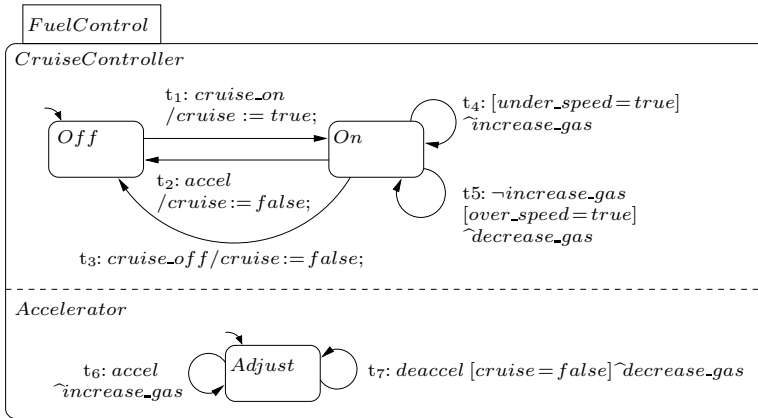 FuelControl
CruiseController
t₁: cruise_on
/cruise := true;
Off
On
t₄: [under_speed=true]
^increase_gas
t₂: accel
/cruise:=false;
t5: ¬increase_gas
[over_speed=true]
^decrease_gas
t₃: cruise_off/cruise:=false;
Accelerator
t₆: accel
^increase_gas
Adjust
t₇: deaccel [cruise=false]^decrease_gas